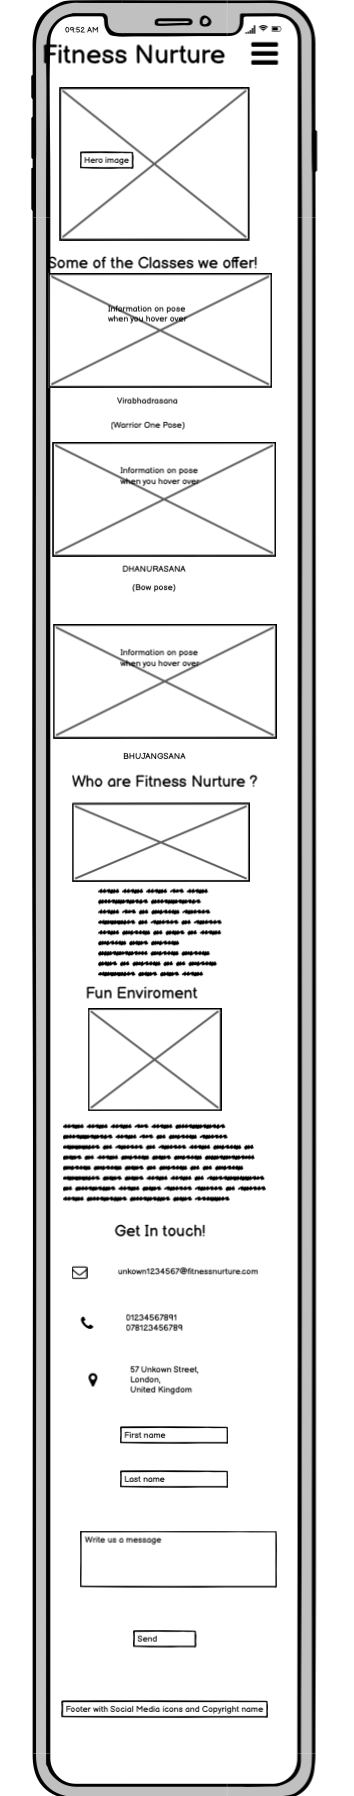 09:52 AM
Fitness Nurture
Hero image
Some of the Classes we offer!
Information on pose
when you hover over
Virabhadrasana
(Warrior One Pose)
Information on pose
when you hover over
DHANURASANA
(Bow pose)
Information on pose
when you hover over
BHUJANGSANA
Who are Fitness Nurture ?
Fun Enviroment
Get In touch!
unkown1234567@fitnessnurture.com
01234567891
078123456789
57 Unkown Street,
London,
United Kingdom
First name
Last name
Write us a message
Send
Footer with Social Media icons and Copyright name